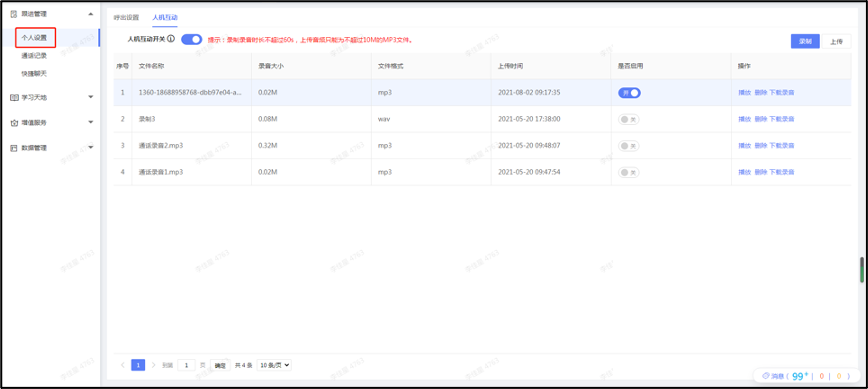 跟进管理
个人设置
通话记录
快捷聊天
学习天地
增值服务
数据管理
呼出设置 人机互动
人机互动开关 提示：录制录音时长不超过60s，上传音频只能为不超过10M的MP3文件。
录制 上传
序号 文件名称 录音大小 文件格式 上传时间 是否启用 操作
1 1360-18688958768-dbb97e04-a... 0.02M mp3 2021-08-02 09:17:35 开 播放 删除 下载录音
2 录制3 0.08M wav 2021-05-20 17:38:00 关 播放 删除 下载录音
3 通话录音2.mp3 0.32M mp3 2021-05-20 09:48:07 关 播放 删除 下载录音
4 通话录音1.mp3 0.02M mp3 2021-05-20 09:47:54 关 播放 删除 下载录音
1 到第 1 页 确定 共 4 条 10 条/页
消息 ( 99+ | 0 | 0 )